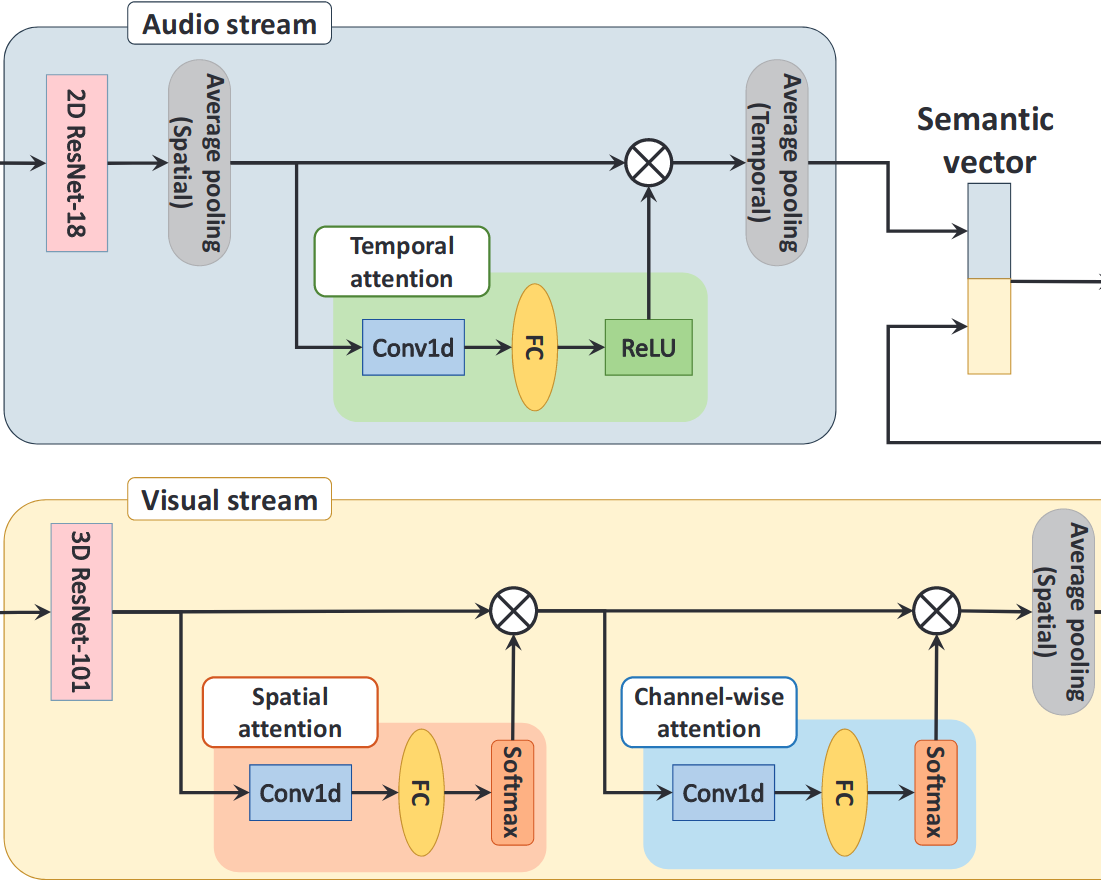 Audio stream
2D ResNet-18
Average pooling
(Spatial)
Temporal
attention
Conv1d
FC
ReLU
Average pooling
(Temporal)
Semantic
vector
Visual stream
3D ResNet-101
Spatial
attention
Conv1d
FC
Softmax
Channel-wise
attention
Conv1d
FC
Softmax
Average pooling
(Spatial)